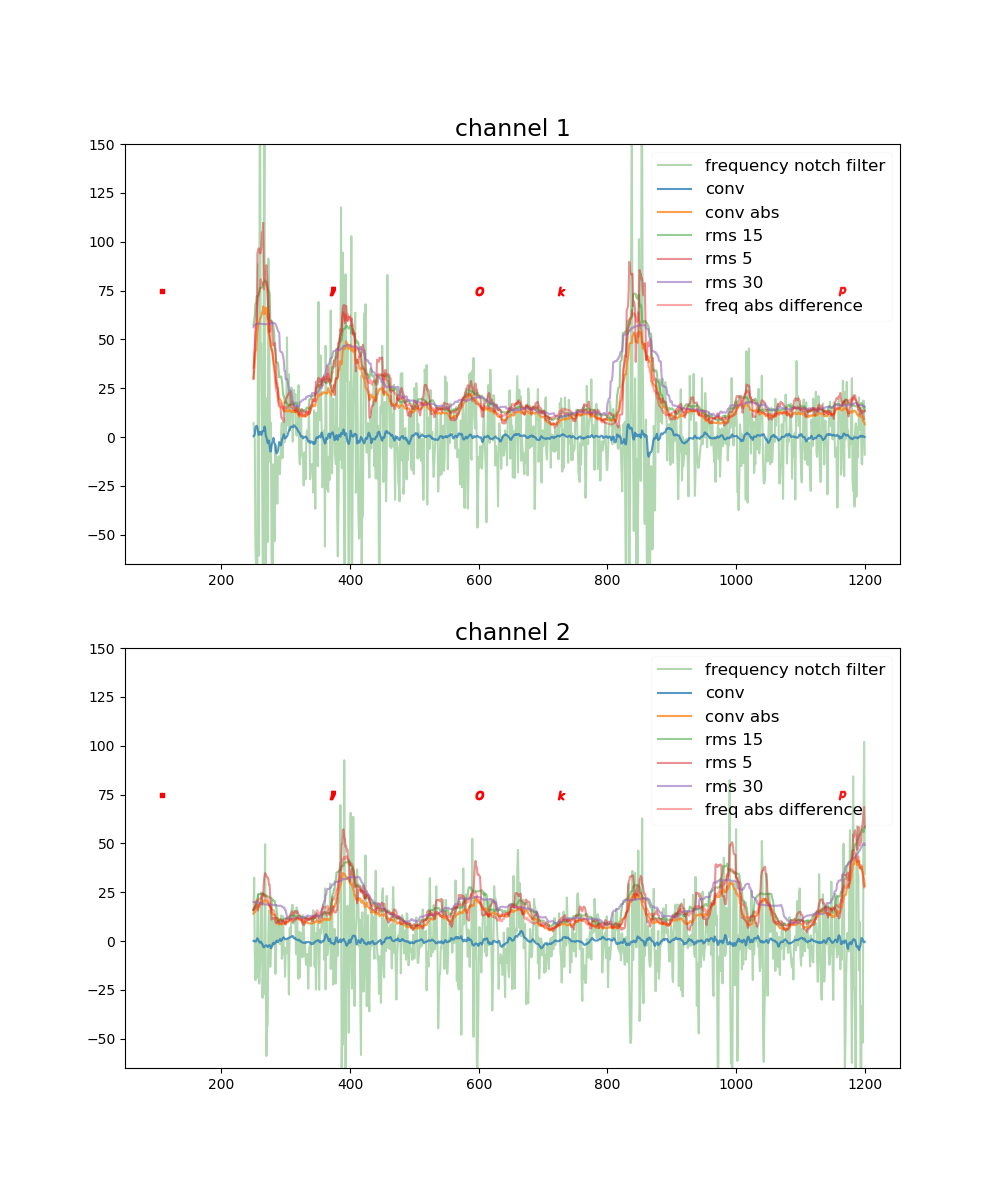 channel 1
150
125
100
75
50
25
0
−25
−50
200 400 600 800 1000 1200
frequency notch filter
conv
conv abs
rms 15
rms 5
rms 30
freq abs difference
. , o k p
channel 2
150
125
100
75
50
25
0
−25
−50
200 400 600 800 1000 1200
frequency notch filter
conv
conv abs
rms 15
rms 5
rms 30
freq abs difference
. , o k p